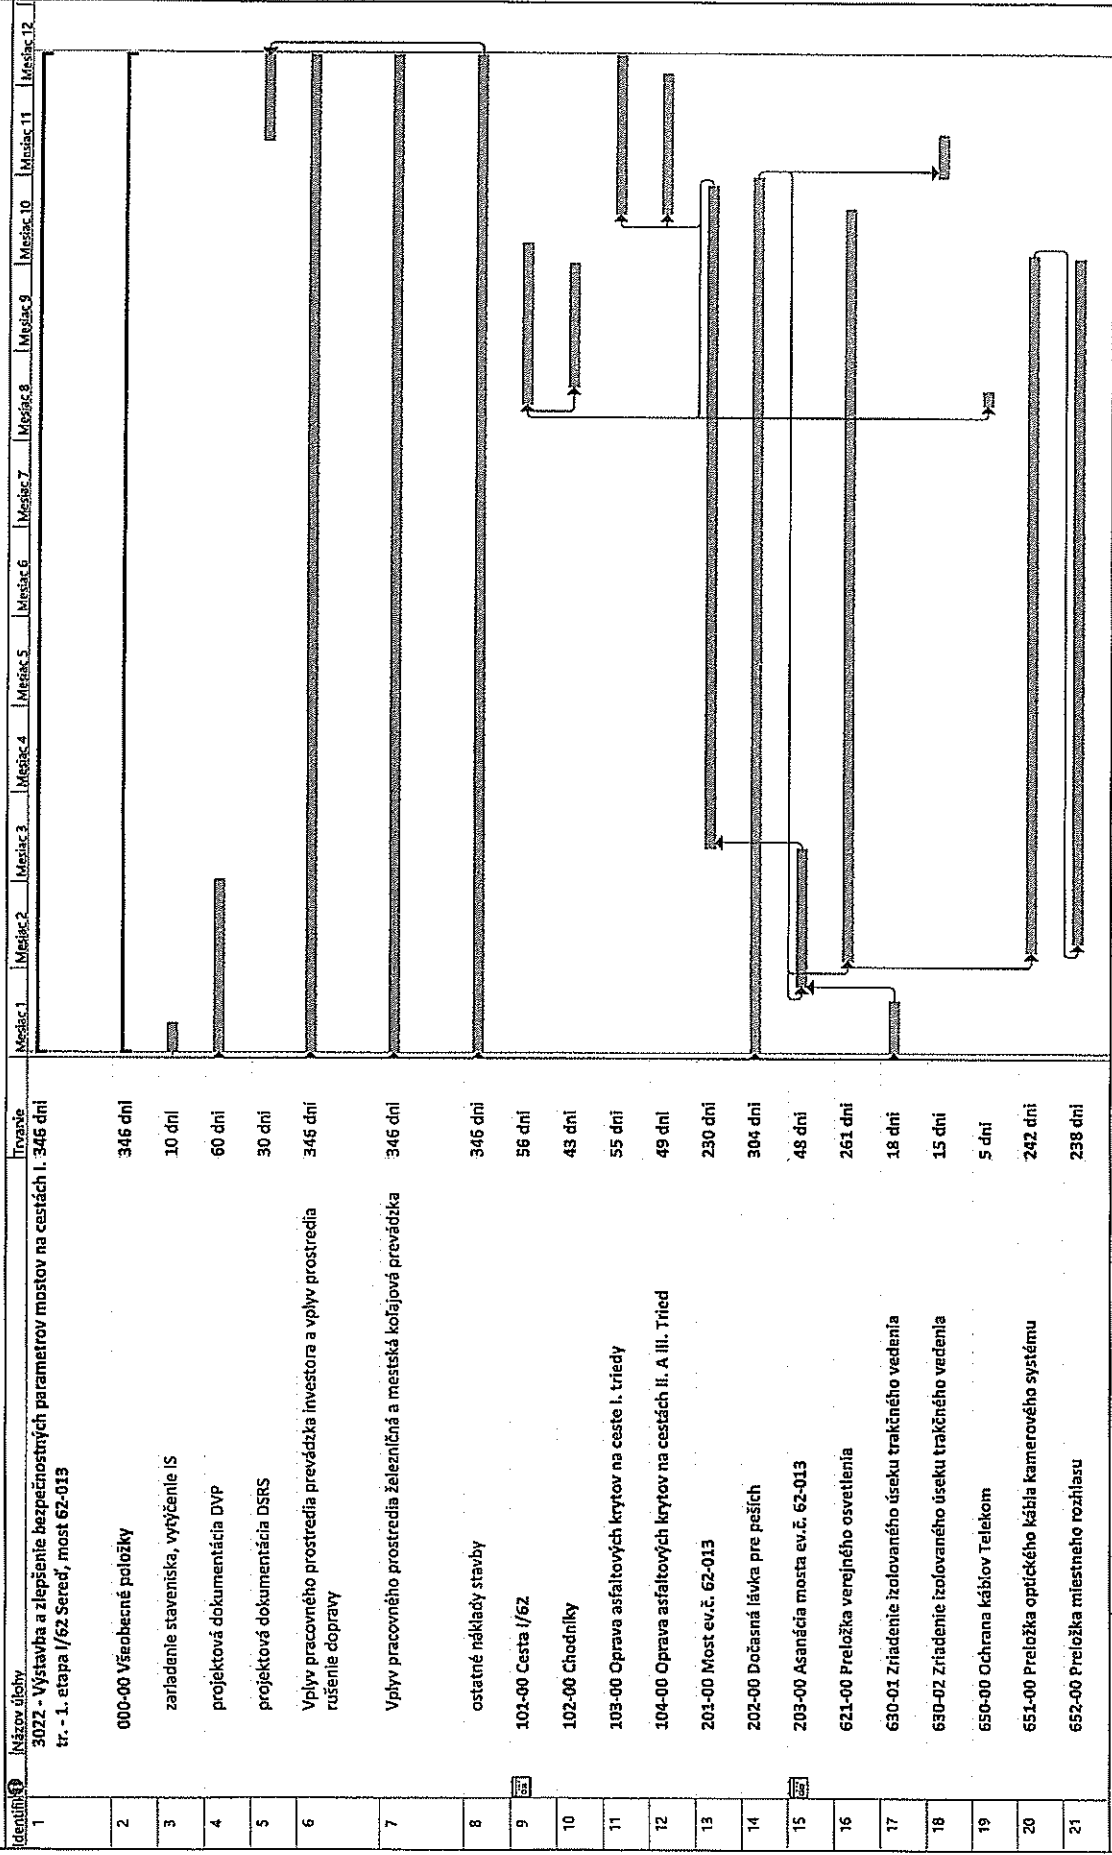 Identifik
Názov úlohy
Trvanie
Mesiac 1
Mesiac 2
Mesiac 3
Mesiac 4
Mesiac 5
Mesiac 6
Mesiac 7
Mesiac 8
Mesiac 9
Mesiac 10
Mesiac 11
Mesiac 12
1 3022 - Výstavba a zlepšenie bezpečnostných parametrov mostov na cestách I. 346 dní
tr. - 1. etapa I/62 Sereď, most 62-013
2 000-00 Všeobecné položky 346 dní
3 zariadenie staveniska, vytýčenie IS 10 dní
4 projektová dokumentácia DVP 60 dní
5 projektová dokumentácia DSRS 30 dní
6 Vplyv pracovného prostredia prevádzka investora a vplyv prostredia 346 dní
rušenie dopravy
7 Vplyv pracovného prostredia železničná a mestská koľajová prevádzka 346 dní
8 ostatné náklady stavby 346 dní
9 101-00 Cesta I/62 56 dní
10 102-00 Chodníky 43 dní
11 103-00 Oprava asfaltových krytov na ceste I. triedy 55 dní
12 104-00 Oprava asfaltových krytov na cestách II. A III. Tried 49 dní
13 201-00 Most ev.č. 62-013 230 dní
14 202-00 Dočasná lávka pre peších 304 dní
15 203-00 Asanácia mosta ev.č. 62-013 48 dní
16 621-00 Preložka verejného osvetlenia 261 dní
17 630-01 Zriadenie izolovaného úseku trakčného vedenia 18 dní
18 630-02 Zriadenie izolovaného úseku trakčného vedenia 15 dní
19 650-00 Ochrana káblov Telekom 5 dní
20 651-00 Preložka optického kábla kamerového systému 242 dní
21 652-00 Preložka miestneho rozhlasu 238 dní